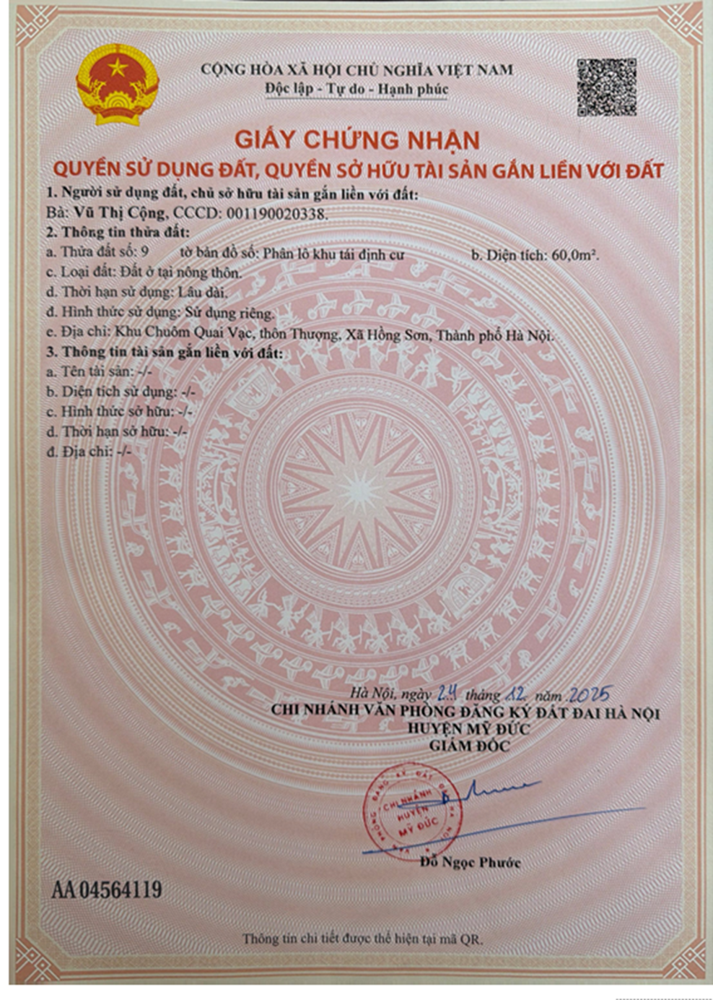 CỘNG HÒA XÃ HỘI CHỦ NGHĨA VIỆT NAM
Độc lập - Tự do - Hạnh phúc
GIẤY CHỨNG NHẬN
QUYỀN SỬ DỤNG ĐẤT, QUYỀN SỞ HỮU TÀI SẢN GẮN LIỀN VỚI ĐẤT
1. Người sử dụng đất, chủ sở hữu tài sản gắn liền với đất:
Bà: Vũ Thị Cộng, CCCD: 001190020338.
2. Thông tin thửa đất:
a. Thửa đất số: 9 tờ bản đồ số: Phân lô khu tái định cư b. Diện tích: 60,0m².
c. Loại đất: Đất ở tại nông thôn.
d. Thời hạn sử dụng: Lâu dài.
đ. Hình thức sử dụng: Sử dụng riêng.
e. Địa chỉ: Khu Chuôm Quai Vạc, thôn Thượng, Xã Hồng Sơn, Thành phố Hà Nội.
3. Thông tin tài sản gắn liền với đất:
a. Tên tài sản: -/-
b. Diện tích sử dụng: -/-
c. Hình thức sở hữu: -/-
d. Thời hạn sở hữu: -/-
đ. Địa chỉ: -/-
Hà Nội, ngày 24 tháng 12 năm 2025
CHI NHÁNH VĂN PHÒNG ĐĂNG KÝ ĐẤT ĐAI HÀ NỘI
HUYỆN MỸ ĐỨC
GIÁM ĐỐC
VĂN PHÒNG ĐĂNG KÝ ĐẤT ĐAI HÀ NỘI
CHI NHÁNH
HUYỆN
MỸ ĐỨC
Đỗ Ngọc Phước
AA 04564119
Thông tin chi tiết được thể hiện tại mã QR.